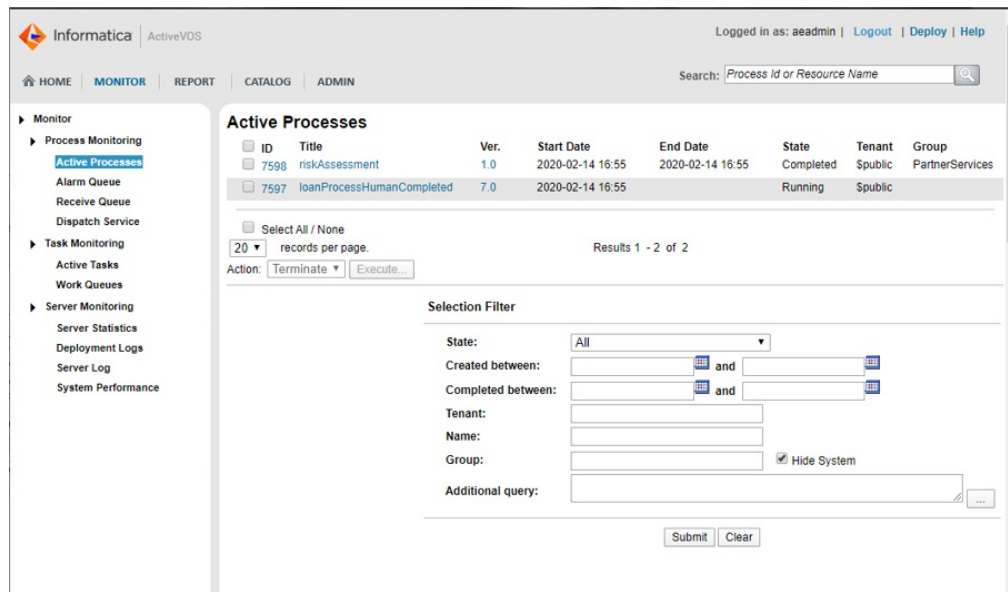 Informatica | ActiveVOS
Logged in as: aeadmin | Logout | Deploy | Help
HOME | MONITOR | REPORT | CATALOG | ADMIN
Search: Process Id or Resource Name
Monitor
Process Monitoring
Active Processes
Alarm Queue
Receive Queue
Dispatch Service
Task Monitoring
Active Tasks
Work Queues
Server Monitoring
Server Statistics
Deployment Logs
Server Log
System Performance
Active Processes
ID Title Ver. Start Date End Date State Tenant Group
7598 riskAssessment 1.0 2020-02-14 16:55 2020-02-14 16:55 Completed $public PartnerServices
7597 loanProcessHumanCompleted 7.0 2020-02-14 16:55 Running $public
Select All / None
20 records per page. Results 1 - 2 of 2
Action: Terminate Execute...
Selection Filter
State: All
Created between: and
Completed between: and
Tenant:
Name:
Group: Hide System
Additional query: ...
Submit Clear